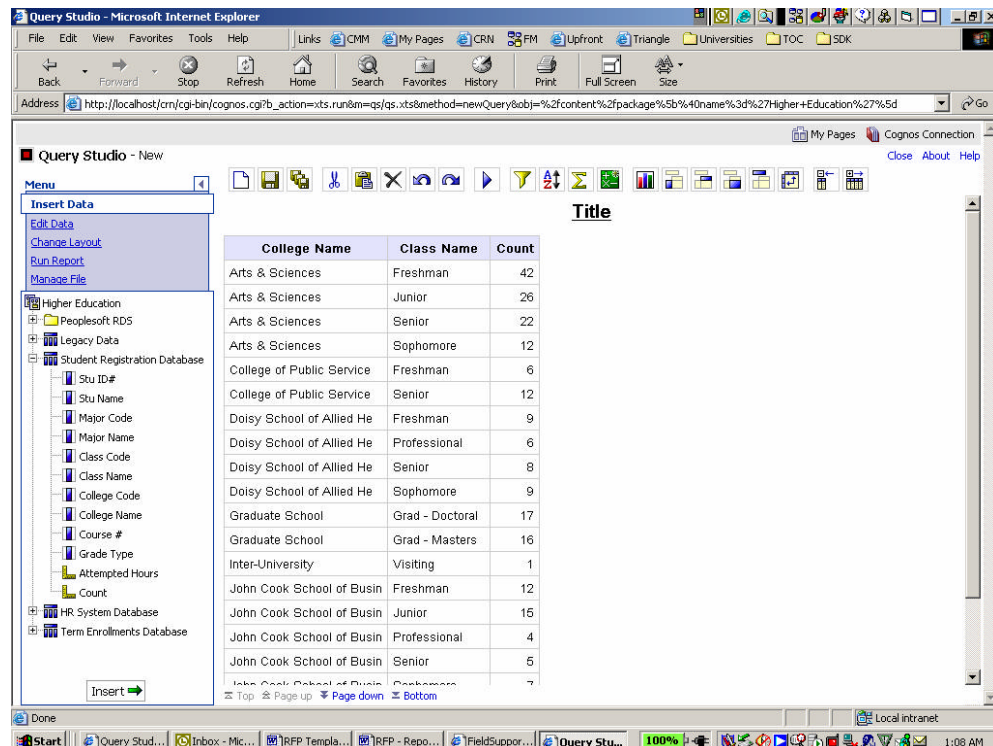 Query Studio - Microsoft Internet Explorer
File Edit View Favorites Tools Help Links CMM My Pages CRN FM Upfront Triangle Universities TOC SDK
Back Forward Stop Refresh Home Search Favorites History Print Full Screen Size
Address http://localhost/crn/cgi-bin/cognos.cgi?b_action=xts.run&m=qs/qs.xts&method=newQuery&obj=%2fcontent%2fpackage%5b%40name%3d%27Higher+Education%27%5d Go
My Pages Cognos Connection
Query Studio - New Close About Help
Menu
Insert Data
Edit Data
Change Layout
Run Report
Manage File
Higher Education
Peoplesoft RDS
Legacy Data
Student Registration Database
Stu ID#
Stu Name
Major Code
Major Name
Class Code
Class Name
College Code
College Name
Course #
Grade Type
Attempted Hours
Count
HR System Database
Term Enrollments Database
Insert
Title
College Name Class Name Count
Arts & Sciences Freshman 42
Arts & Sciences Junior 26
Arts & Sciences Senior 22
Arts & Sciences Sophomore 12
College of Public Service Freshman 6
College of Public Service Senior 12
Doisy School of Allied He Freshman 9
Doisy School of Allied He Professional 6
Doisy School of Allied He Senior 8
Doisy School of Allied He Sophomore 9
Graduate School Grad - Doctoral 17
Graduate School Grad - Masters 16
Inter-University Visiting 1
John Cook School of Busin Freshman 12
John Cook School of Busin Junior 15
John Cook School of Busin Professional 4
John Cook School of Busin Senior 5
John Cook School of Busin Sophomore 7
Top Page up Page down Bottom
Done Local intranet
Start Query Stud... Inbox - Mic... RFP Templa... RFP - Repo... FieldSuppor... Query Stu... 100% 1:08 AM